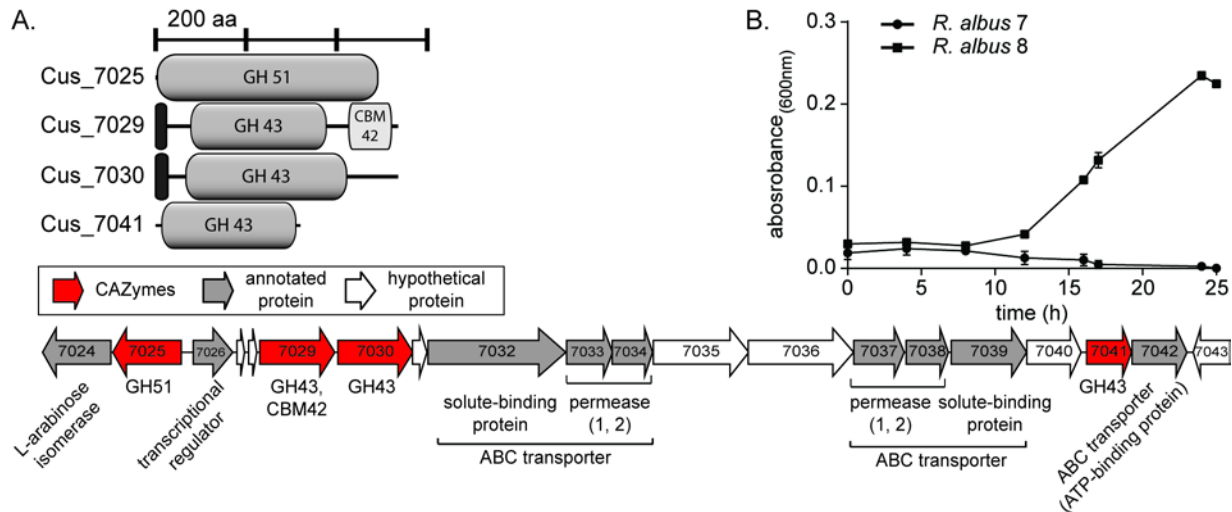 A.
200 aa
Cus_7025
GH 51
Cus_7029
GH 43
CBM
42
Cus_7030
GH 43
Cus_7041
GH 43
B.
R. albus 7
R. albus 8
0.3
0.2
0.1
0.0
abosrobance(600nm)
0 5 10 15 20 25
time (h)
CAZymes
annotated
protein
hypothetical
protein
7024 7025 7026 7029 7030 7032 7033 7034 7035 7036 7037 7038 7039 7040 7041 7042 7043
L-arabinose
isomerase
GH51
transcriptional
regulator
GH43,
CBM42
GH43
solute-binding
protein
permease
(1, 2)
ABC transporter
permease
(1, 2)
solute-binding
protein
ABC transporter
GH43
ABC transporter
(ATP-binding protein)